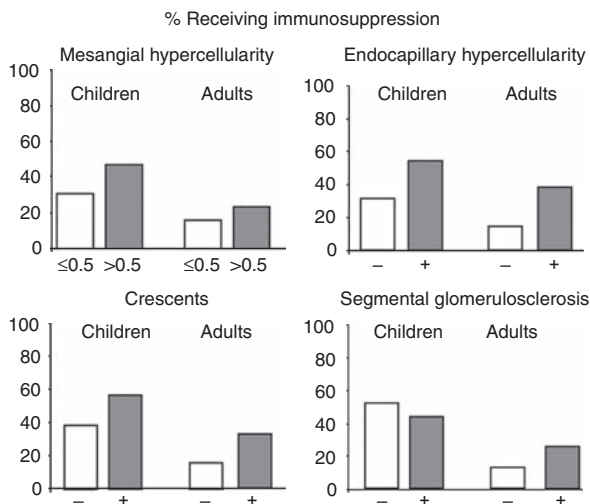 % Receiving immunosuppression
Mesangial hypercellularity
Children Adults
100
80
60
40
20
0
≤0.5 >0.5 ≤0.5 >0.5
Endocapillary hypercellularity
Children Adults
100
80
60
40
20
0
– + – +
Crescents
Children Adults
100
80
60
40
20
0
– + – +
Segmental glomerulosclerosis
Children Adults
100
80
60
40
20
0
– + – +